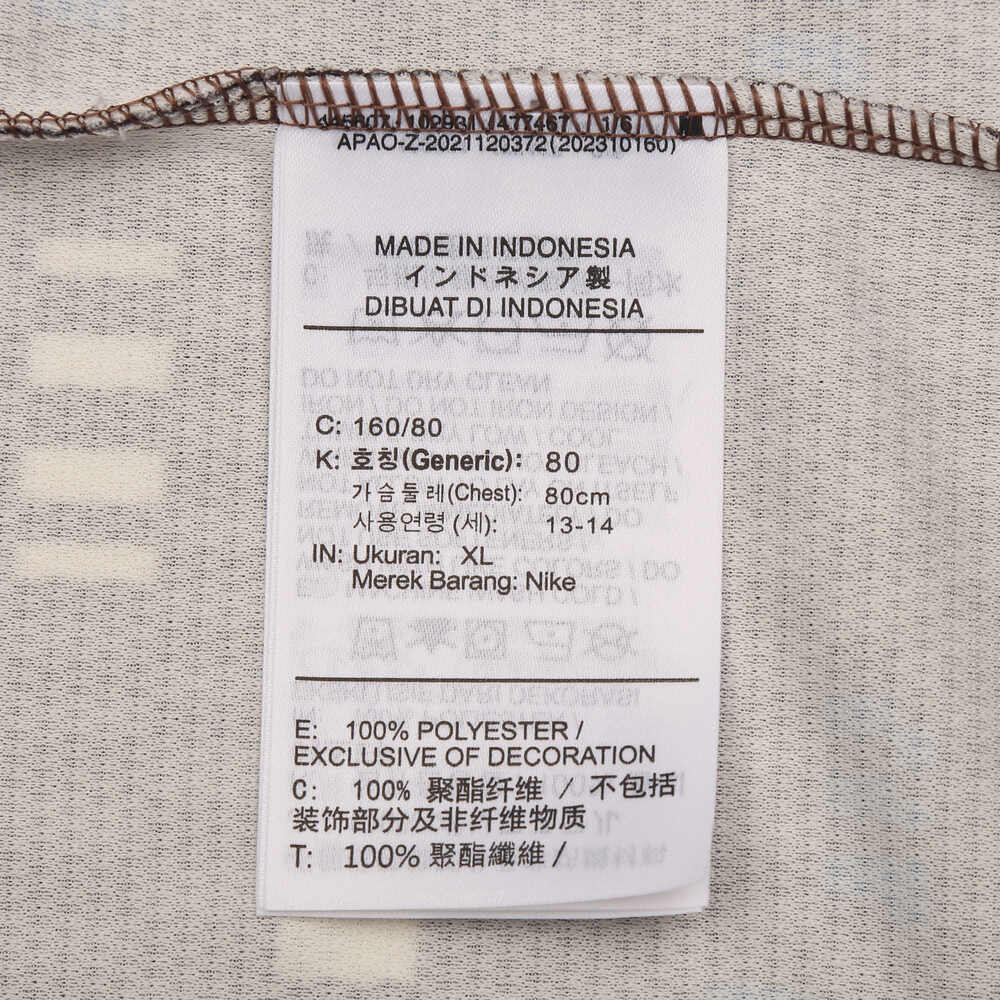 477467 1/6
APAO-Z-2021120372(202310160)
MADE IN INDONESIA
インドネシア製
DIBUAT DI INDONESIA
C: 160/80
K: 호칭(Generic): 80
가슴둘레(Chest): 80cm
사용연령 (세): 13-14
IN: Ukuran: XL
Merek Barang: Nike
E: 100% POLYESTER /
EXCLUSIVE OF DECORATION
C: 100% 聚酯纤维 / 不包括
装饰部分及非纤维物质
T: 100% 聚酯纖維 /